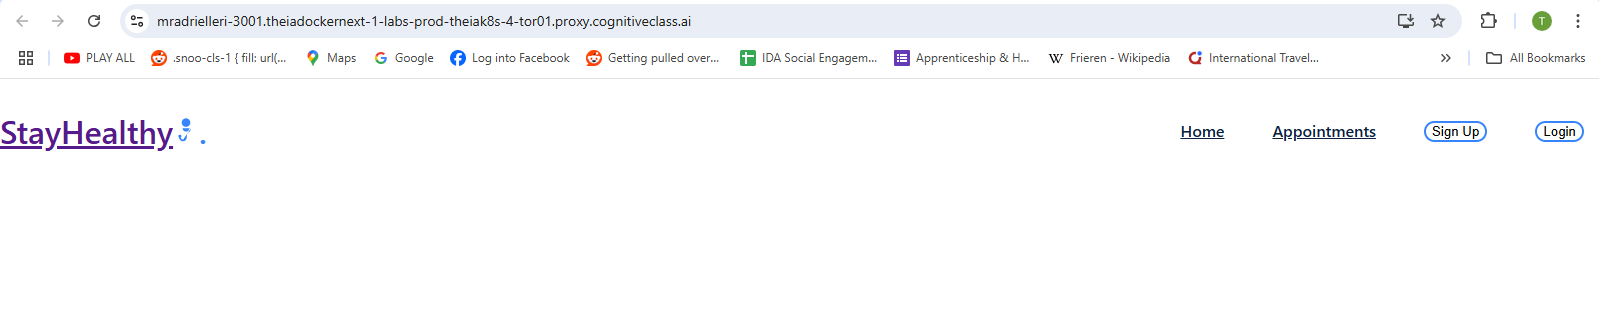 mradrielleri-3001.theiadockernext-1-labs-prod-theiak8s-4-tor01.proxy.cognitiveclass.ai T
PLAY ALL .snoo-cls-1 { fill: url(... Maps Google Log into Facebook Getting pulled over... IDA Social Engagem... Apprenticeship & H... W Frieren - Wikipedia International Travel... » All Bookmarks
StayHealthy . Home Appointments Sign Up Login